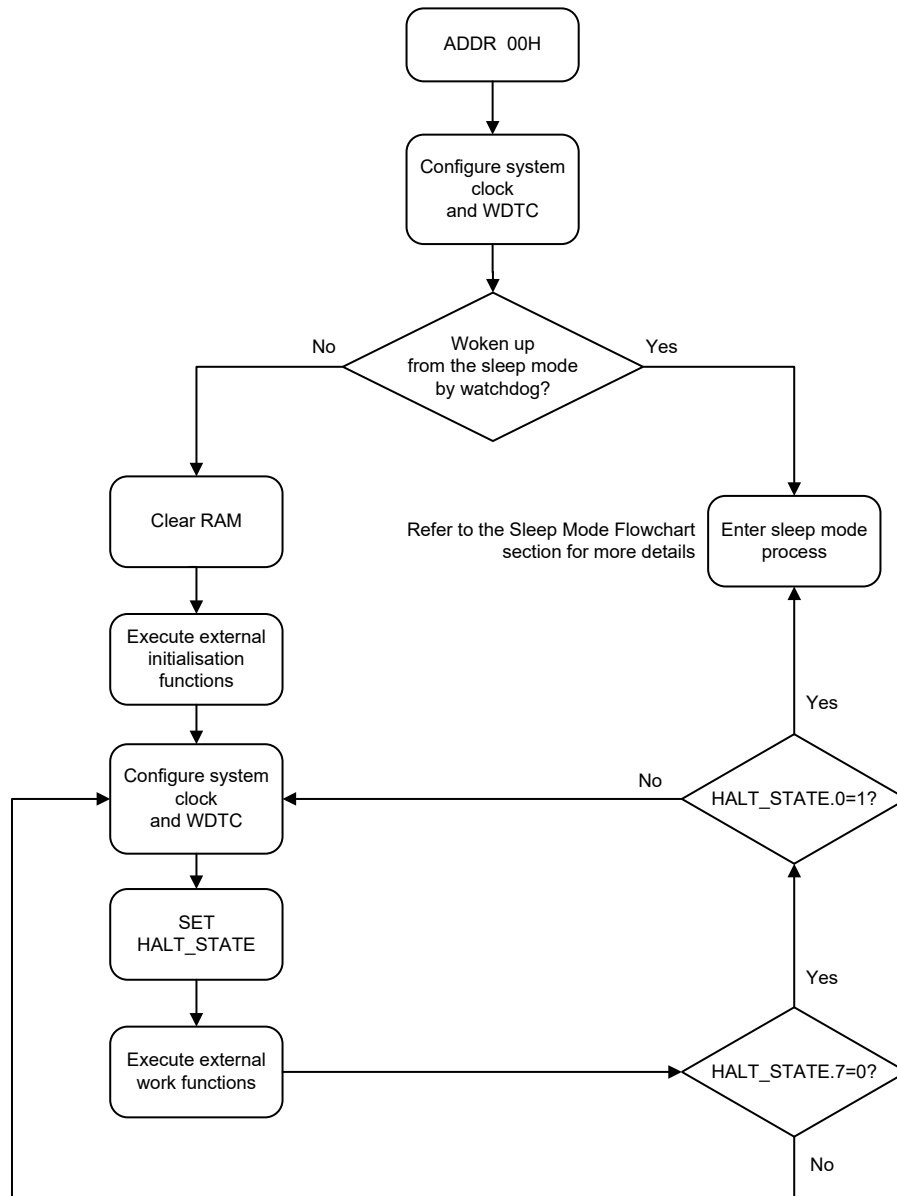 ADDR 00H
Configure system
clock
and WDTC
Woken up
from the sleep mode
by watchdog?
No
Yes
Clear RAM
Refer to the Sleep Mode Flowchart
section for more details
Enter sleep mode
process
Execute external
initialisation
functions
Yes
Configure system
clock
and WDTC
No
HALT_STATE.0=1?
SET
HALT_STATE
Yes
Execute external
work functions
HALT_STATE.7=0?
No